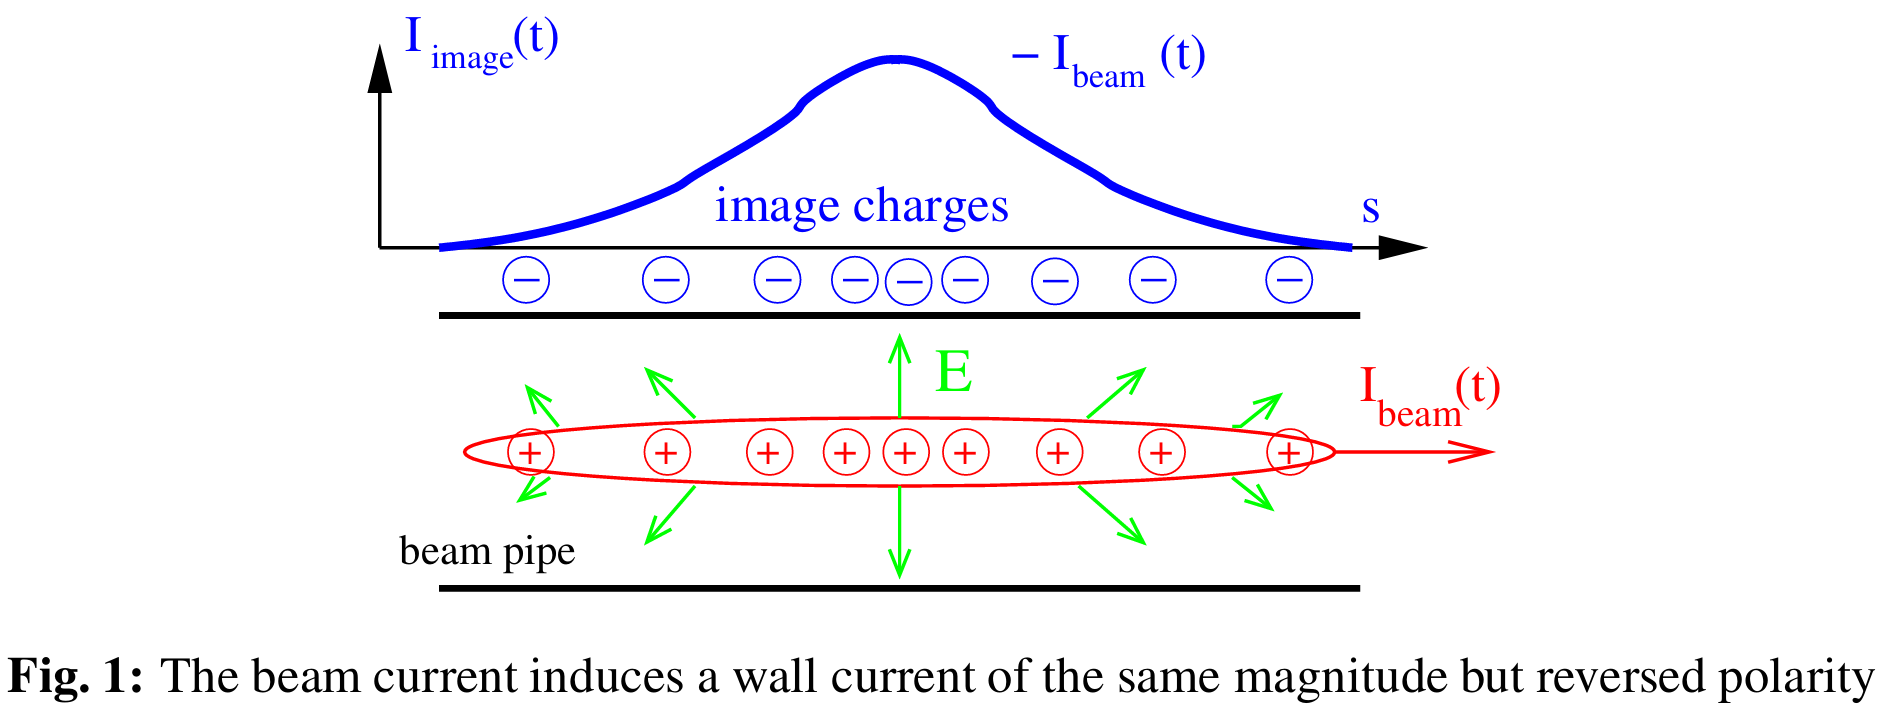 I image(t)
− I beam (t)
image charges
s
− − − − − − − − −
E
I beam(t)
+ + + + + + + + +
beam pipe
Fig. 1: The beam current induces a wall current of the same magnitude but reversed polarity